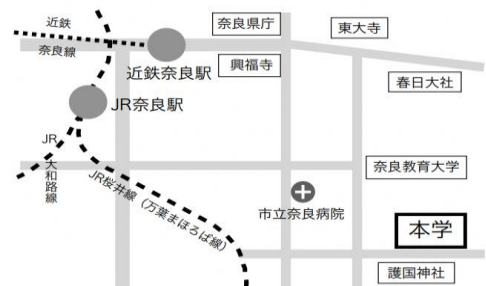 近鉄
奈良線
奈良県庁
東大寺
近鉄奈良駅
興福寺
春日大社
JR奈良駅
JR
大和路線
奈良教育大学
JR桜井線（万葉まほろば線）
市立奈良病院
本学
護国神社